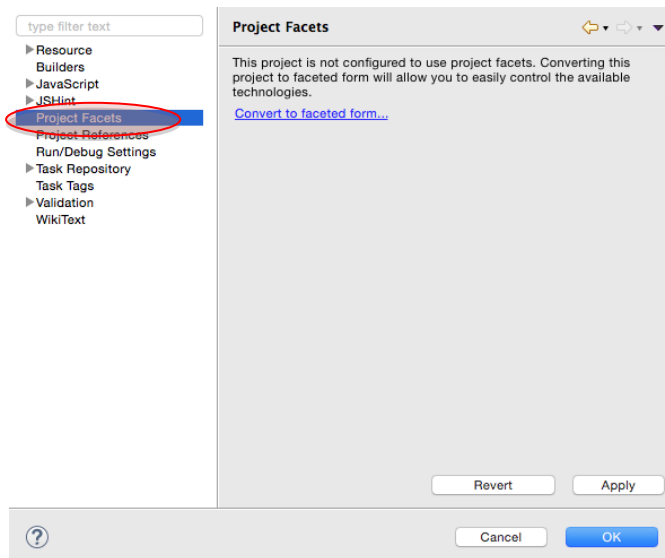 type filter text
Resource
Builders
JavaScript
JSHint
Project Facets
Project References
Run/Debug Settings
Task Repository
Task Tags
Validation
WikiText
Project Facets
This project is not configured to use project facets. Converting this
project to faceted form will allow you to easily control the available
technologies.
Convert to faceted form...
Revert
Apply
?
Cancel
OK